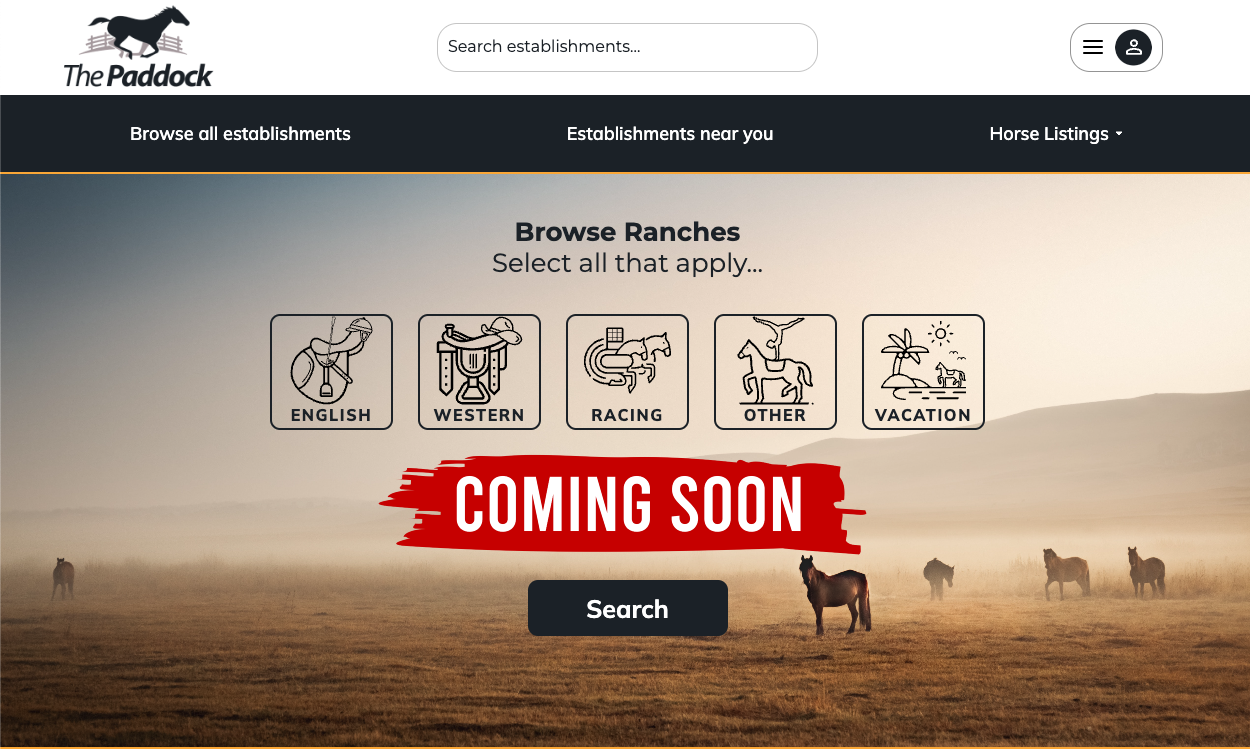 The Paddock
Search establishments...
Browse all establishments
Establishments near you
Horse Listings
Browse Ranches
Select all that apply...
ENGLISH
WESTERN
RACING
OTHER
VACATION
COMING SOON
Search